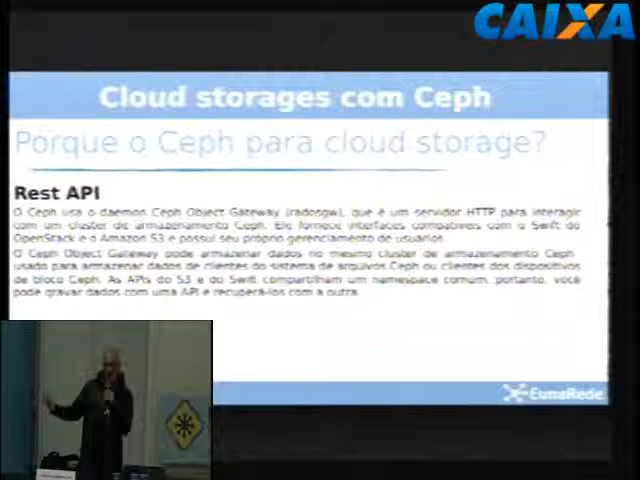 CAIXA
Cloud storages com Ceph
Porque o Ceph para cloud storage?
Rest API
O Ceph usa o daemon Ceph Object Gateway (radosgw), que é um servidor HTTP para interagir
com um cluster de armazenamento Ceph. Ele fornece interfaces compatíveis com o Swift do
OpenStack e o Amazon S3 e possui seu próprio gerenciamento de usuários.
O Ceph Object Gateway pode armazenar dados no mesmo cluster de armazenamento Ceph
usado para armazenar dados de clientes do sistema de arquivos Ceph ou clientes dos dispositivos
de bloco Ceph. As APIs do S3 e do Swift compartilham um namespace comum, portanto, você
pode gravar dados com uma API e recuperá-los com a outra.
EunaRede